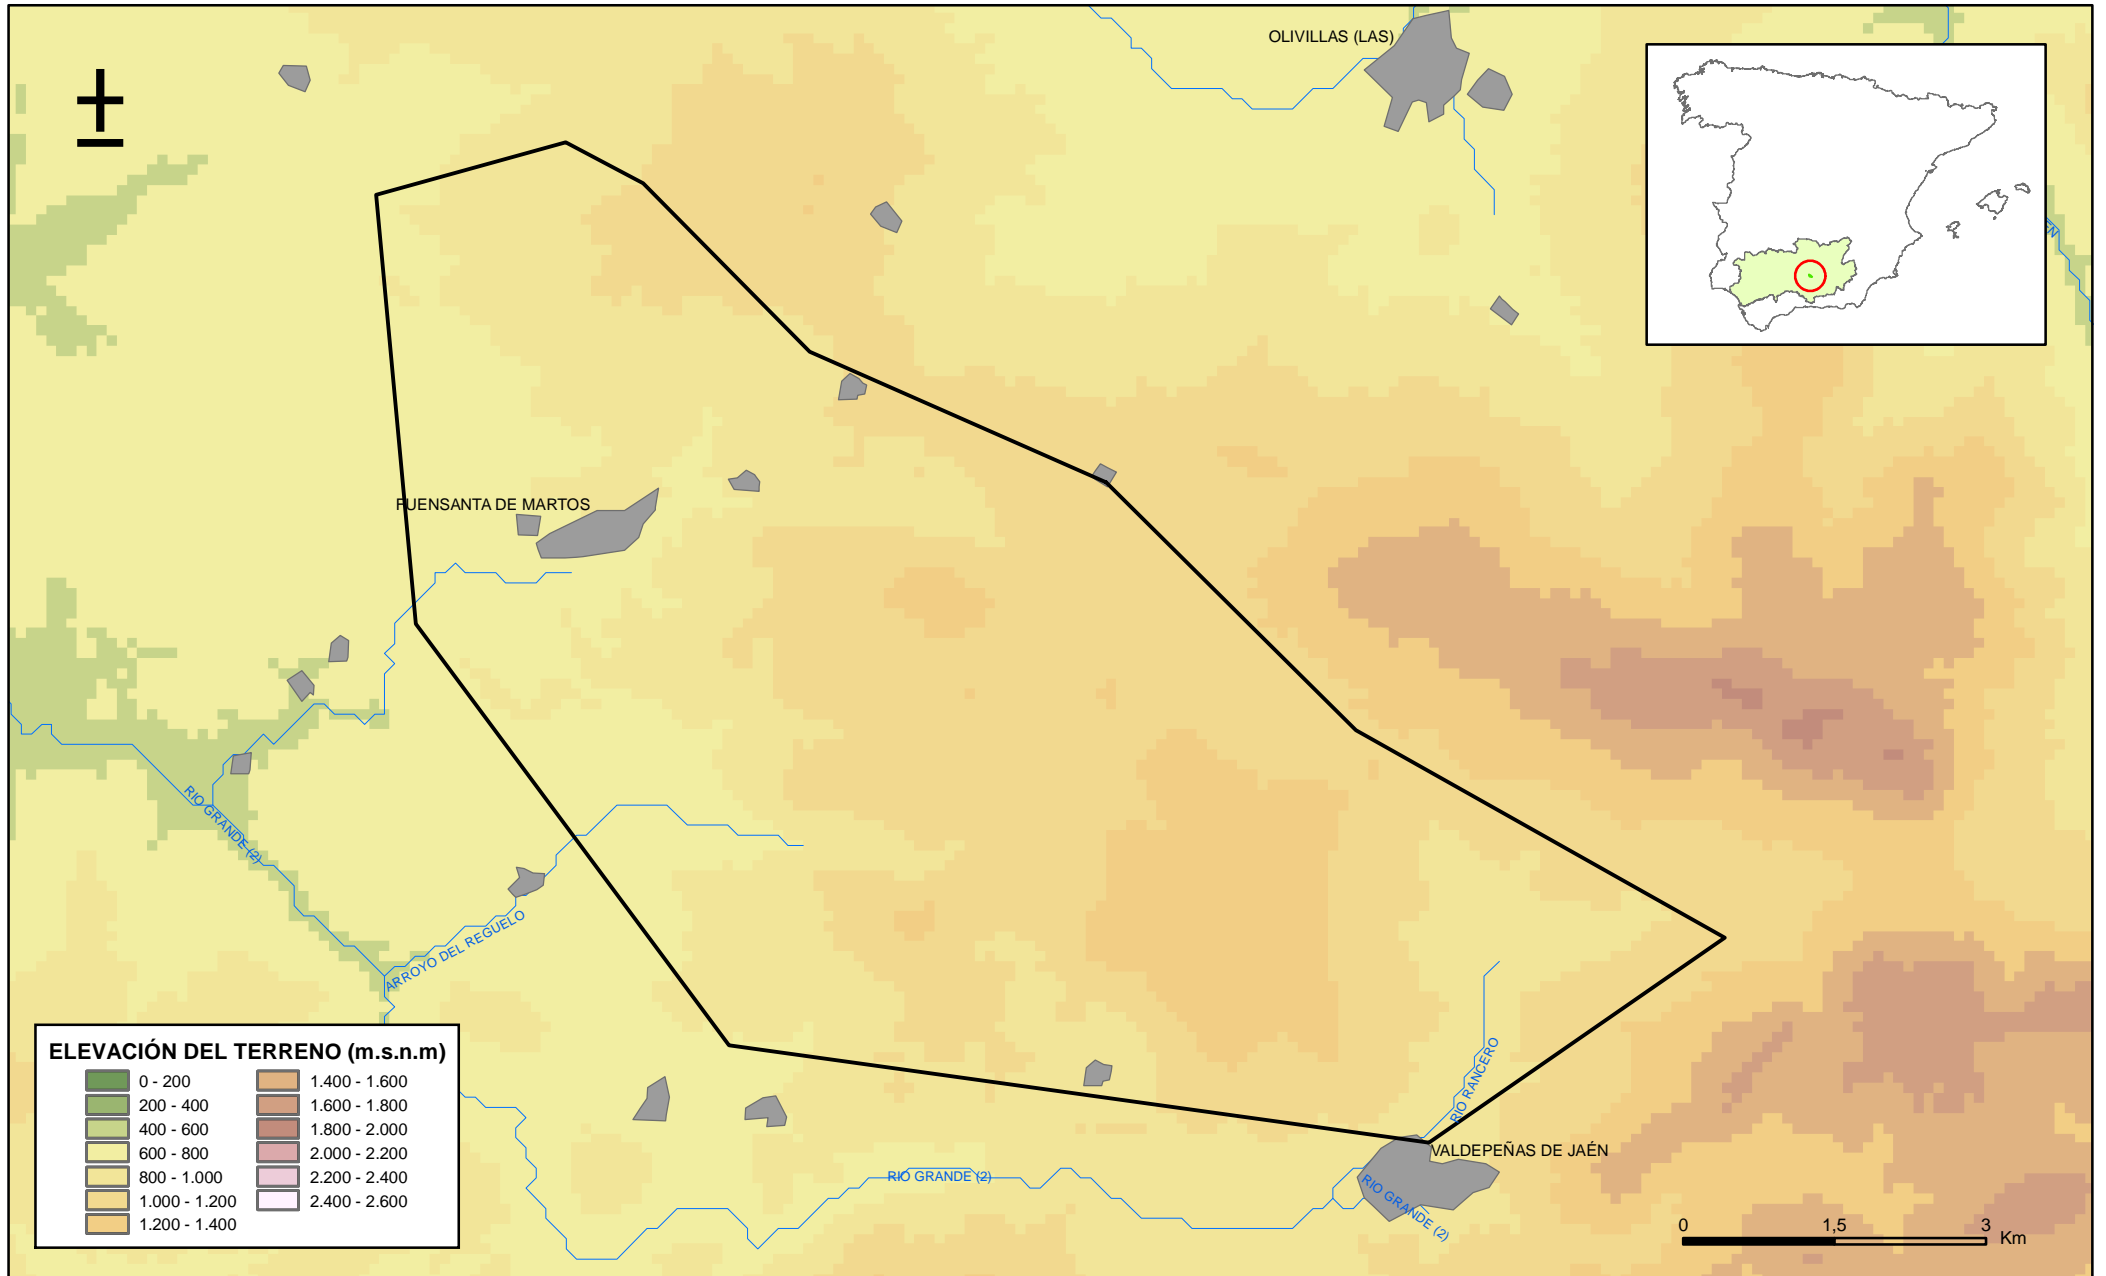 OLIVILLAS (LAS)
FUENSANTA DE MARTOS
RIO GRANDE (2)
ARROYO DEL REGUELO
RIO RANCERO
VALDEPEÑAS DE JAÉN
RIO GRANDE (2)
RIO GRANDE (2)
ELEVACIÓN DEL TERRENO (m.s.n.m)
0 - 200
200 - 400
400 - 600
600 - 800
800 - 1.000
1.000 - 1.200
1.200 - 1.400
1.400 - 1.600
1.600 - 1.800
1.800 - 2.000
2.000 - 2.200
2.200 - 2.400
2.400 - 2.600
0 1,5 3
Km